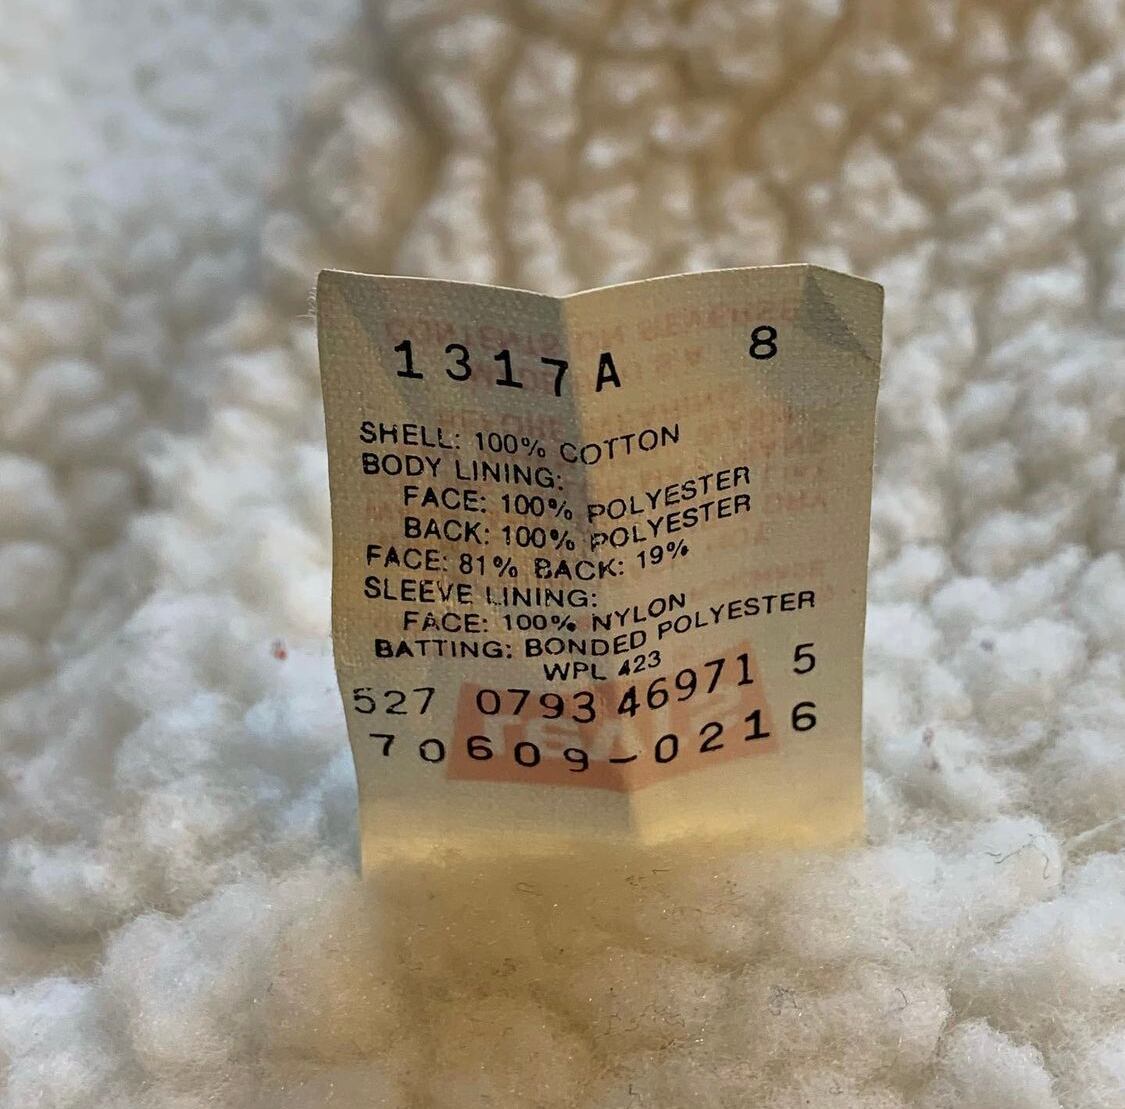 1317A 8
SHELL: 100% COTTON
BODY LINING:
FACE: 100% POLYESTER
BACK: 100% POLYESTER
FACE: 81% BACK: 19%
SLEEVE LINING:
FACE: 100% NYLON
BATTING: BONDED POLYESTER
WPL 423
527 0793 46971 5
70609-0216